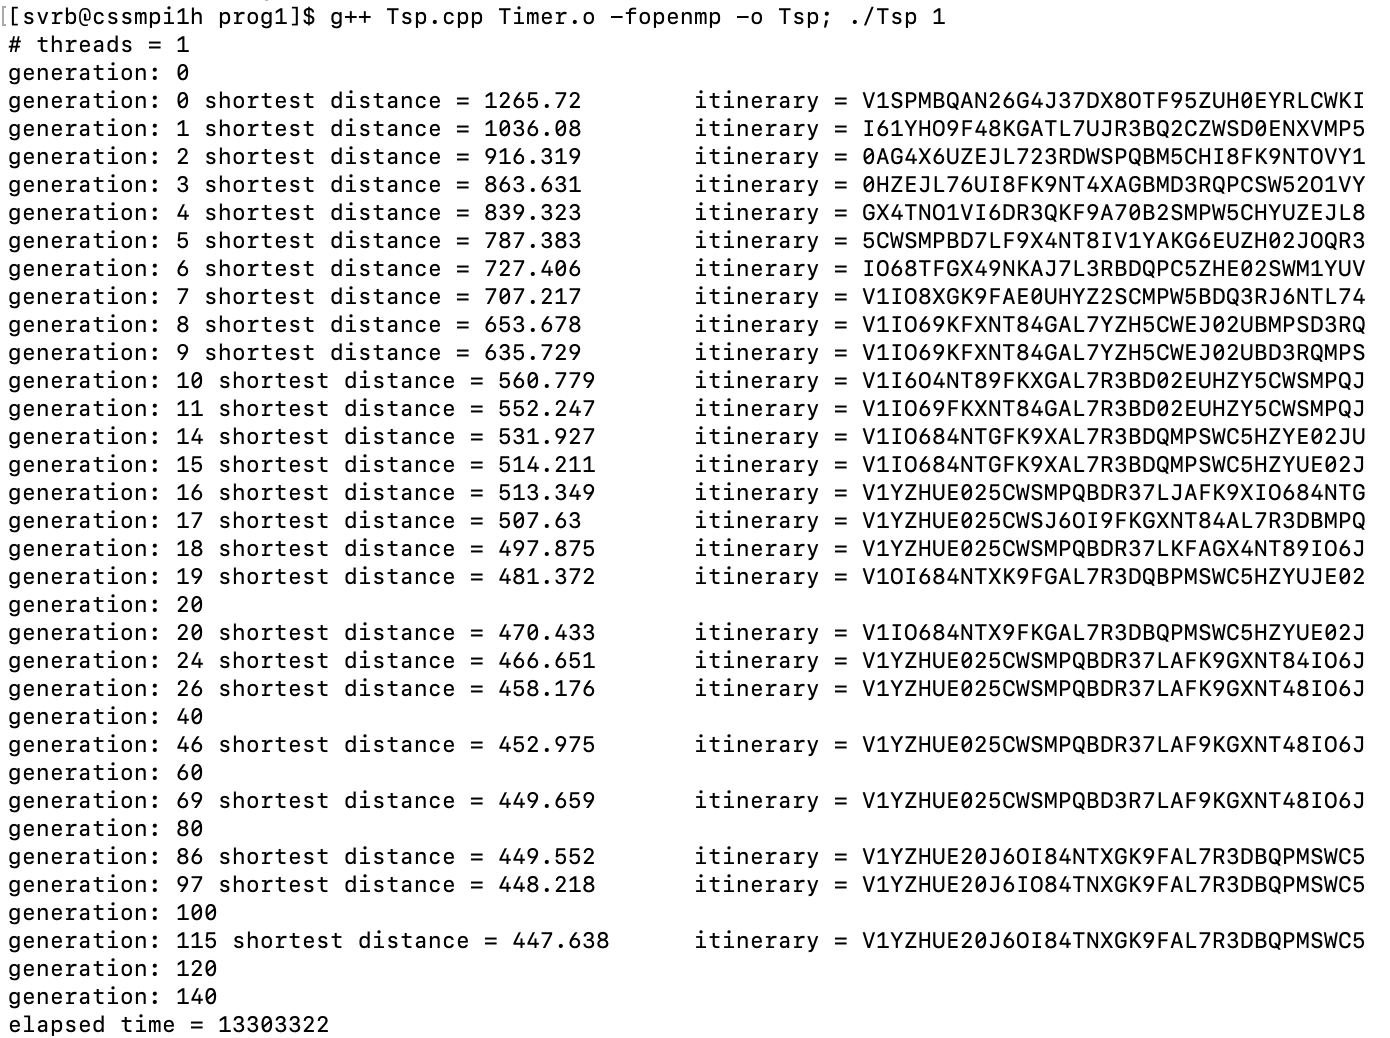 [[svrb@cssmpi1h prog1]$ g++ Tsp.cpp Timer.o -fopenmp -o Tsp; ./Tsp 1
# threads = 1
generation: 0
generation: 0 shortest distance = 1265.72 itinerary = V1SPMBQAN26G4J37DX8OTF95ZUH0EYRLCWKI
generation: 1 shortest distance = 1036.08 itinerary = I61YHO9F48KGATL7UJR3BQ2CZWSD0ENXVMP5
generation: 2 shortest distance = 916.319 itinerary = 0AG4X6UZEJL723RDWSPQBM5CHI8FK9NTOVY1
generation: 3 shortest distance = 863.631 itinerary = 0HZEJL76UI8FK9NT4XAGBMD3RQPCSW52O1VY
generation: 4 shortest distance = 839.323 itinerary = GX4TNO1VI6DR3QKF9A70B2SMPW5CHYUZEJL8
generation: 5 shortest distance = 787.383 itinerary = 5CWSMPBD7LF9X4NT8IV1YAKG6EUZH02JOQR3
generation: 6 shortest distance = 727.406 itinerary = IO68TFGX49NKAJ7L3RBDQPC5ZHE02SWM1YUV
generation: 7 shortest distance = 707.217 itinerary = V1IO8XGK9FAE0UHYZ2SCMPW5BDQ3RJ6NTL74
generation: 8 shortest distance = 653.678 itinerary = V1IO69KFXNT84GAL7YZH5CWEJ02UBMPSD3RQ
generation: 9 shortest distance = 635.729 itinerary = V1IO69KFXNT84GAL7YZH5CWEJ02UBD3RQMPS
generation: 10 shortest distance = 560.779 itinerary = V1I6O4NT89FKXGAL7R3BD02EUHZY5CWSMPQJ
generation: 11 shortest distance = 552.247 itinerary = V1IO69FKXNT84GAL7R3BD02EUHZY5CWSMPQJ
generation: 14 shortest distance = 531.927 itinerary = V1IO684NTGFK9XAL7R3BDQMPSWC5HZYE02JU
generation: 15 shortest distance = 514.211 itinerary = V1IO684NTGFK9XAL7R3BDQMPSWC5HZYUE02J
generation: 16 shortest distance = 513.349 itinerary = V1YZHUE025CWSMPQBDR37LJAFK9XIO684NTG
generation: 17 shortest distance = 507.63 itinerary = V1YZHUE025CWSJ6OI9FKGXNT84AL7R3DBMPQ
generation: 18 shortest distance = 497.875 itinerary = V1YZHUE025CWSMPQBDR37LKFAGX4NT89IO6J
generation: 19 shortest distance = 481.372 itinerary = V1OI684NTXK9FGAL7R3DQBPMSWC5HZYUJE02
generation: 20
generation: 20 shortest distance = 470.433 itinerary = V1IO684NTX9FKGAL7R3DBQPMSWC5HZYUE02J
generation: 24 shortest distance = 466.651 itinerary = V1YZHUE025CWSMPQBDR37LAFK9GXNT84IO6J
generation: 26 shortest distance = 458.176 itinerary = V1YZHUE025CWSMPQBDR37LAFK9GXNT48IO6J
generation: 40
generation: 46 shortest distance = 452.975 itinerary = V1YZHUE025CWSMPQBDR37LAF9KGXNT48IO6J
generation: 60
generation: 69 shortest distance = 449.659 itinerary = V1YZHUE025CWSMPQBD3R7LAF9KGXNT48IO6J
generation: 80
generation: 86 shortest distance = 449.552 itinerary = V1YZHUE20J6OI84NTXGK9FAL7R3DBQPMSWC5
generation: 97 shortest distance = 448.218 itinerary = V1YZHUE20J6IO84TNXGK9FAL7R3DBQPMSWC5
generation: 100
generation: 115 shortest distance = 447.638 itinerary = V1YZHUE20J6OI84TNXGK9FAL7R3DBQPMSWC5
generation: 120
generation: 140
elapsed time = 13303322